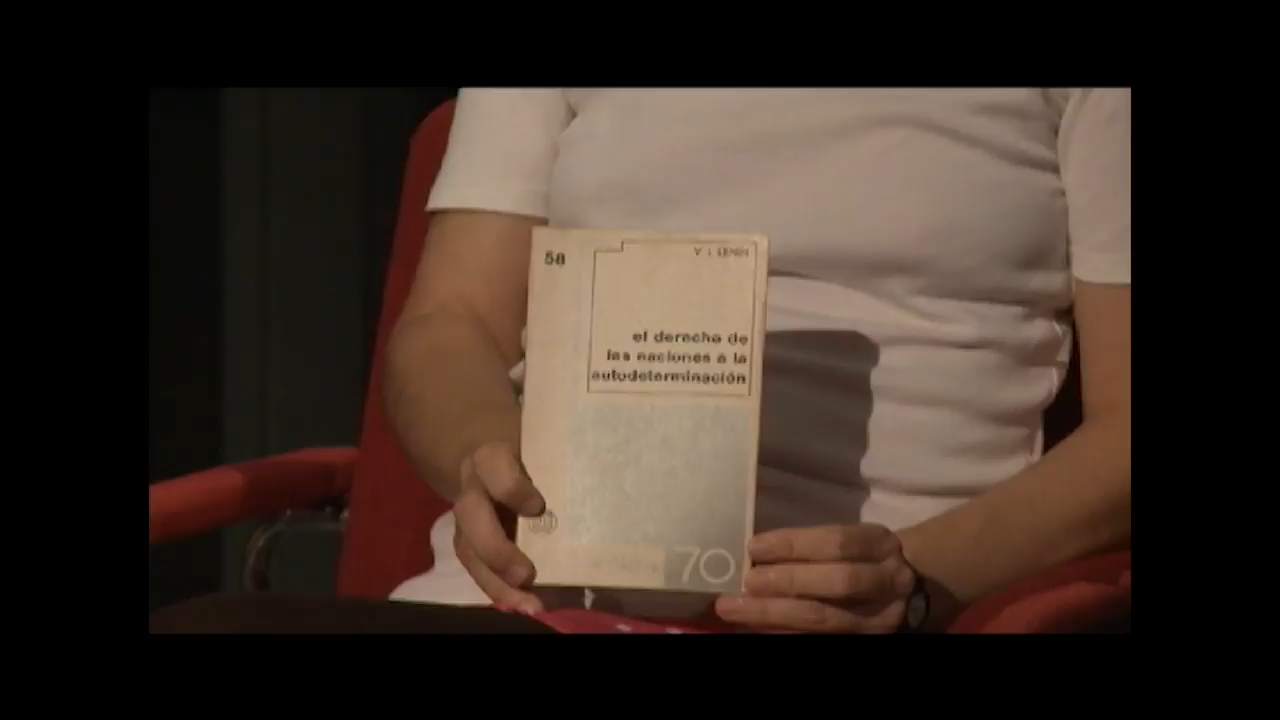 58
V. I. LENIN
el derecho de
las naciones a la
autodeterminación
70